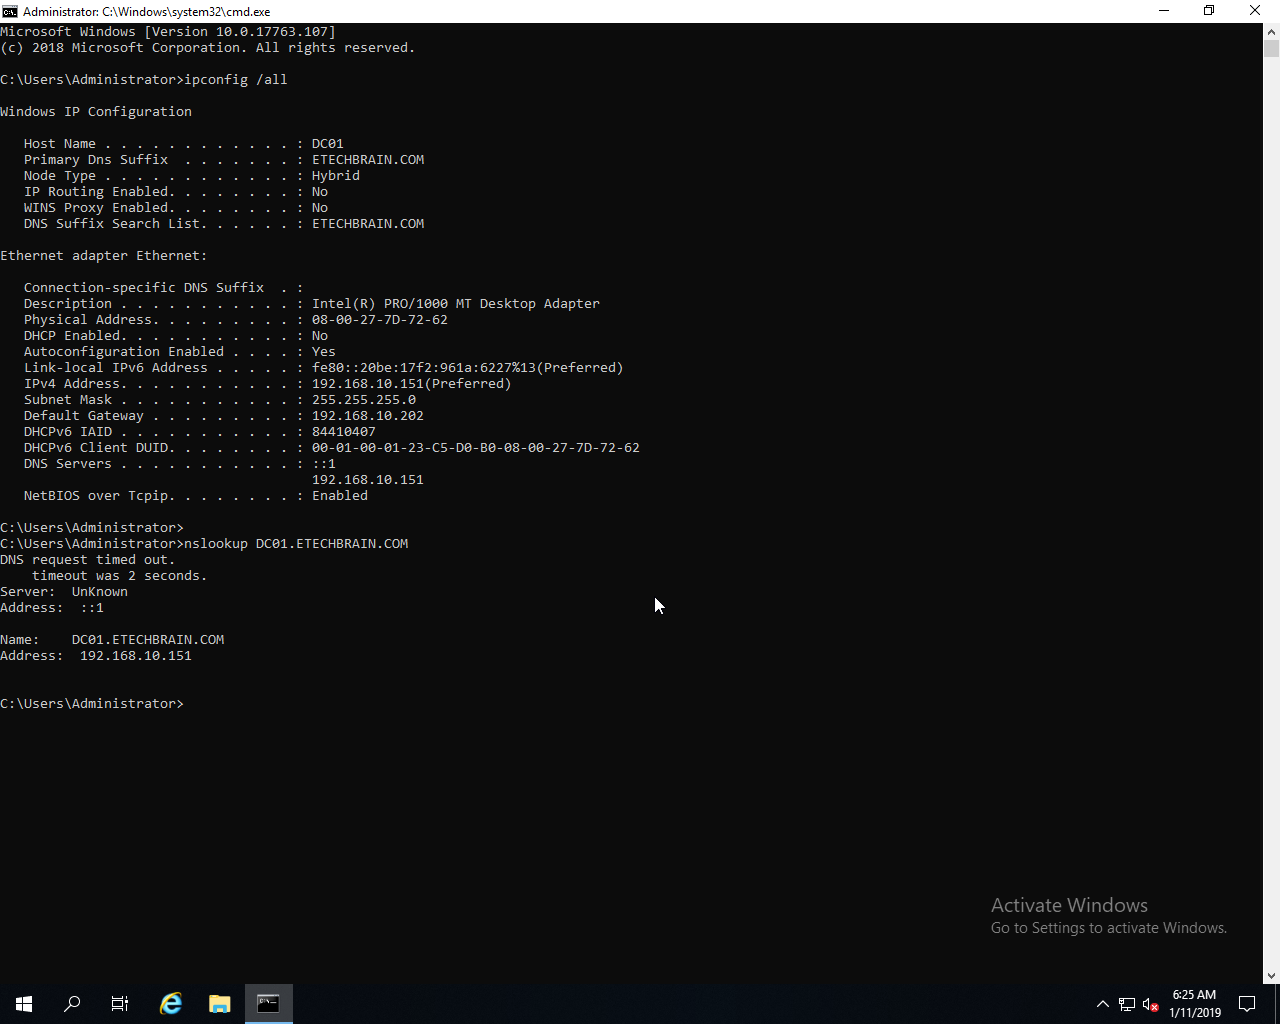 Administrator: C:\Windows\system32\cmd.exe
Microsoft Windows [Version 10.0.17763.107]
(c) 2018 Microsoft Corporation. All rights reserved.
C:\Users\Administrator>ipconfig /all
Windows IP Configuration
Host Name . . . . . . . . . . . . : DC01
Primary Dns Suffix  . . . . . . . : ETECHBRAIN.COM
Node Type . . . . . . . . . . . . : Hybrid
IP Routing Enabled. . . . . . . . : No
WINS Proxy Enabled. . . . . . . . : No
DNS Suffix Search List. . . . . . : ETECHBRAIN.COM
Ethernet adapter Ethernet:
Connection-specific DNS Suffix  . :
Description . . . . . . . . . . . : Intel(R) PRO/1000 MT Desktop Adapter
Physical Address. . . . . . . . . : 08-00-27-7D-72-62
DHCP Enabled. . . . . . . . . . . : No
Autoconfiguration Enabled . . . . : Yes
Link-local IPv6 Address . . . . . : fe80::20be:17f2:961a:6227%13(Preferred)
IPv4 Address. . . . . . . . . . . : 192.168.10.151(Preferred)
Subnet Mask . . . . . . . . . . . : 255.255.255.0
Default Gateway . . . . . . . . . : 192.168.10.202
DHCPv6 IAID . . . . . . . . . . . : 84410407
DHCPv6 Client DUID. . . . . . . . : 00-01-00-01-23-C5-D0-B0-08-00-27-7D-72-62
DNS Servers . . . . . . . . . . . : ::1
192.168.10.151
NetBIOS over Tcpip. . . . . . . . : Enabled
C:\Users\Administrator>
C:\Users\Administrator>nslookup DC01.ETECHBRAIN.COM
DNS request timed out.
timeout was 2 seconds.
Server:  UnKnown
Address:  ::1
Name:    DC01.ETECHBRAIN.COM
Address:  192.168.10.151
C:\Users\Administrator>
Activate Windows
Go to Settings to activate Windows.
6:25 AM
1/11/2019